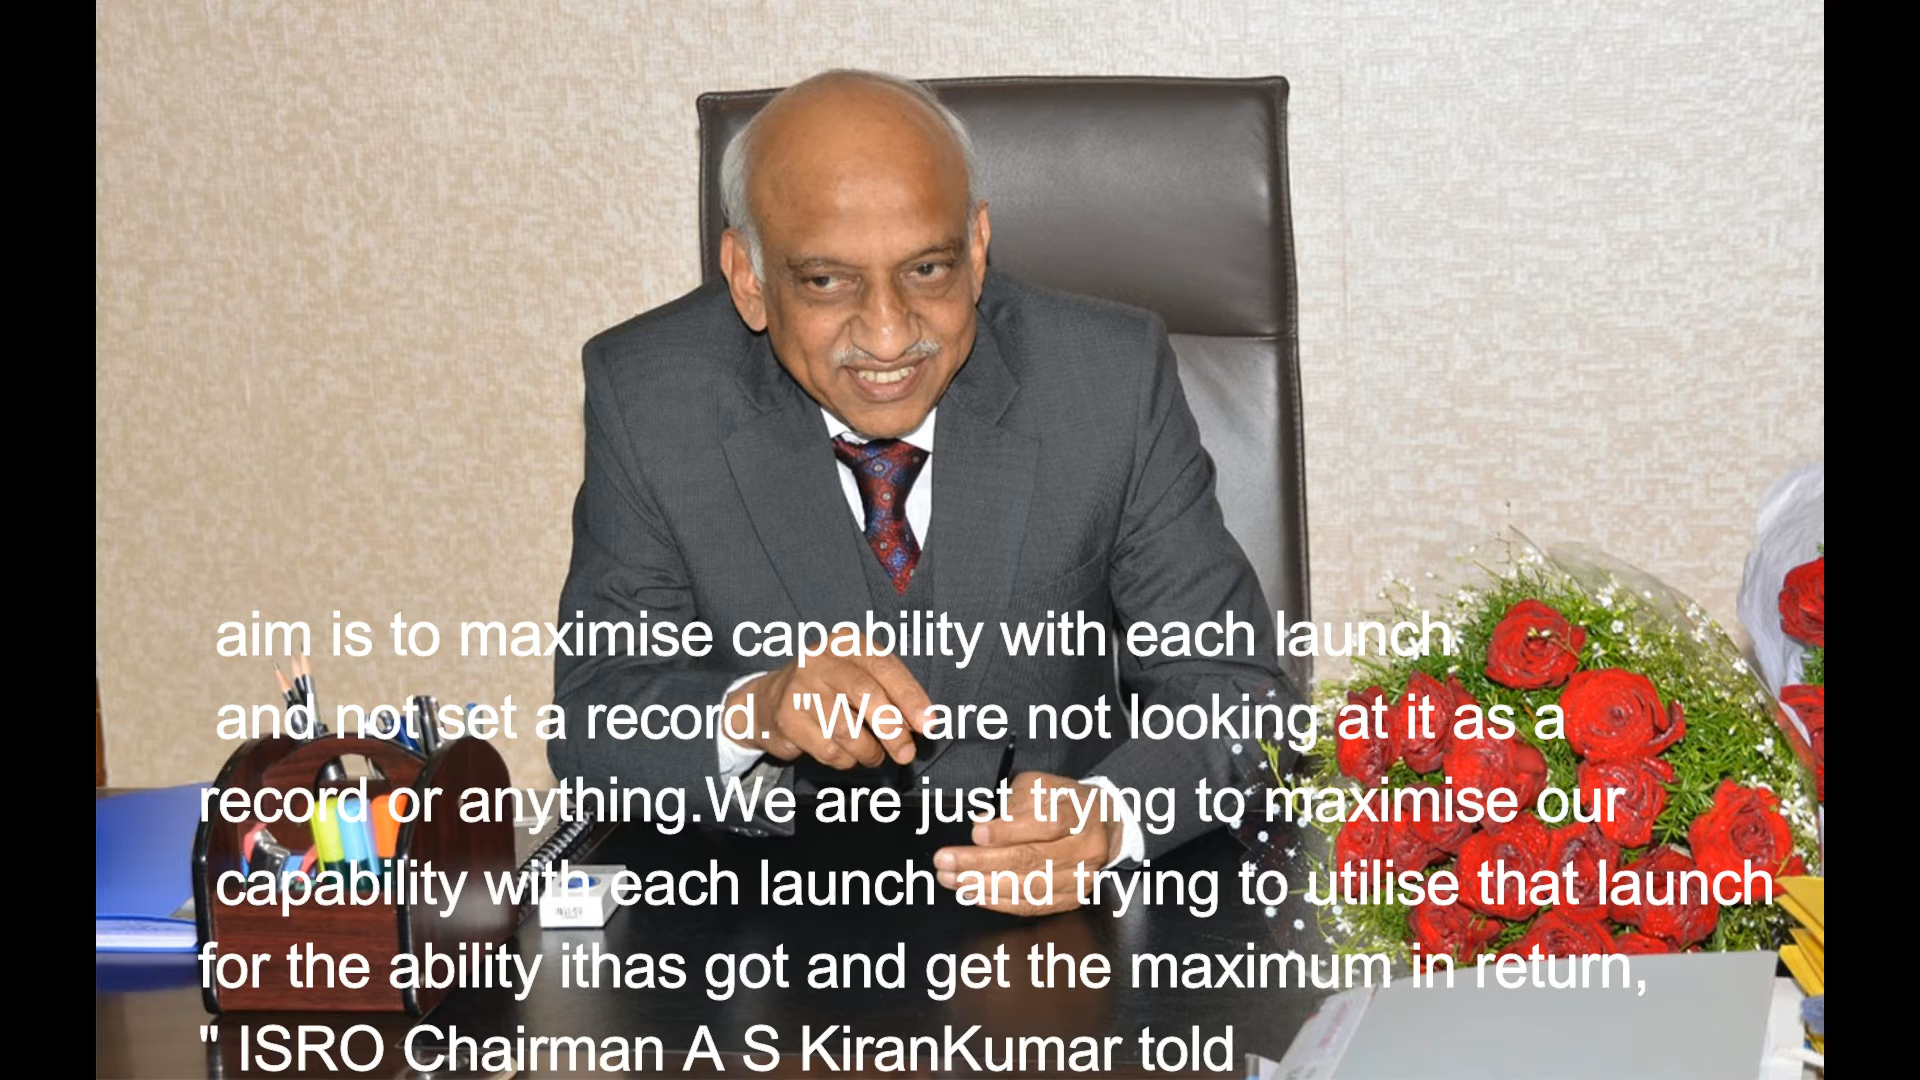 aim is to maximise capability with each launch
and not set a record. "We are not looking at it as a
record or anything.We are just trying to maximise our
capability with each launch and trying to utilise that launch
for the ability ithas got and get the maximum in return,
" ISRO Chairman A S KiranKumar told